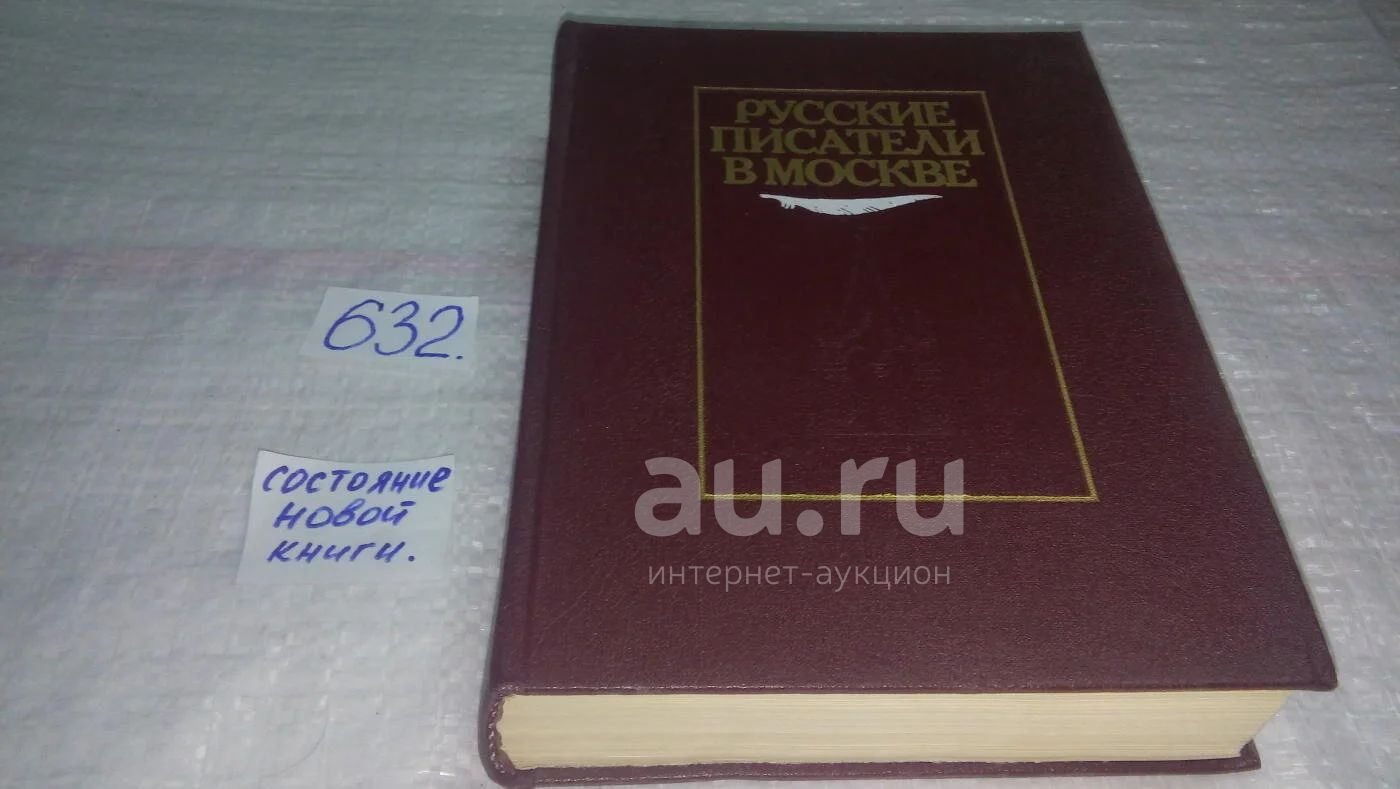 РУССКИЕ
ПИСАТЕЛИ
В МОСКВЕ
632.
состояние
новой
книги.
au.ru
интернет-аукцион